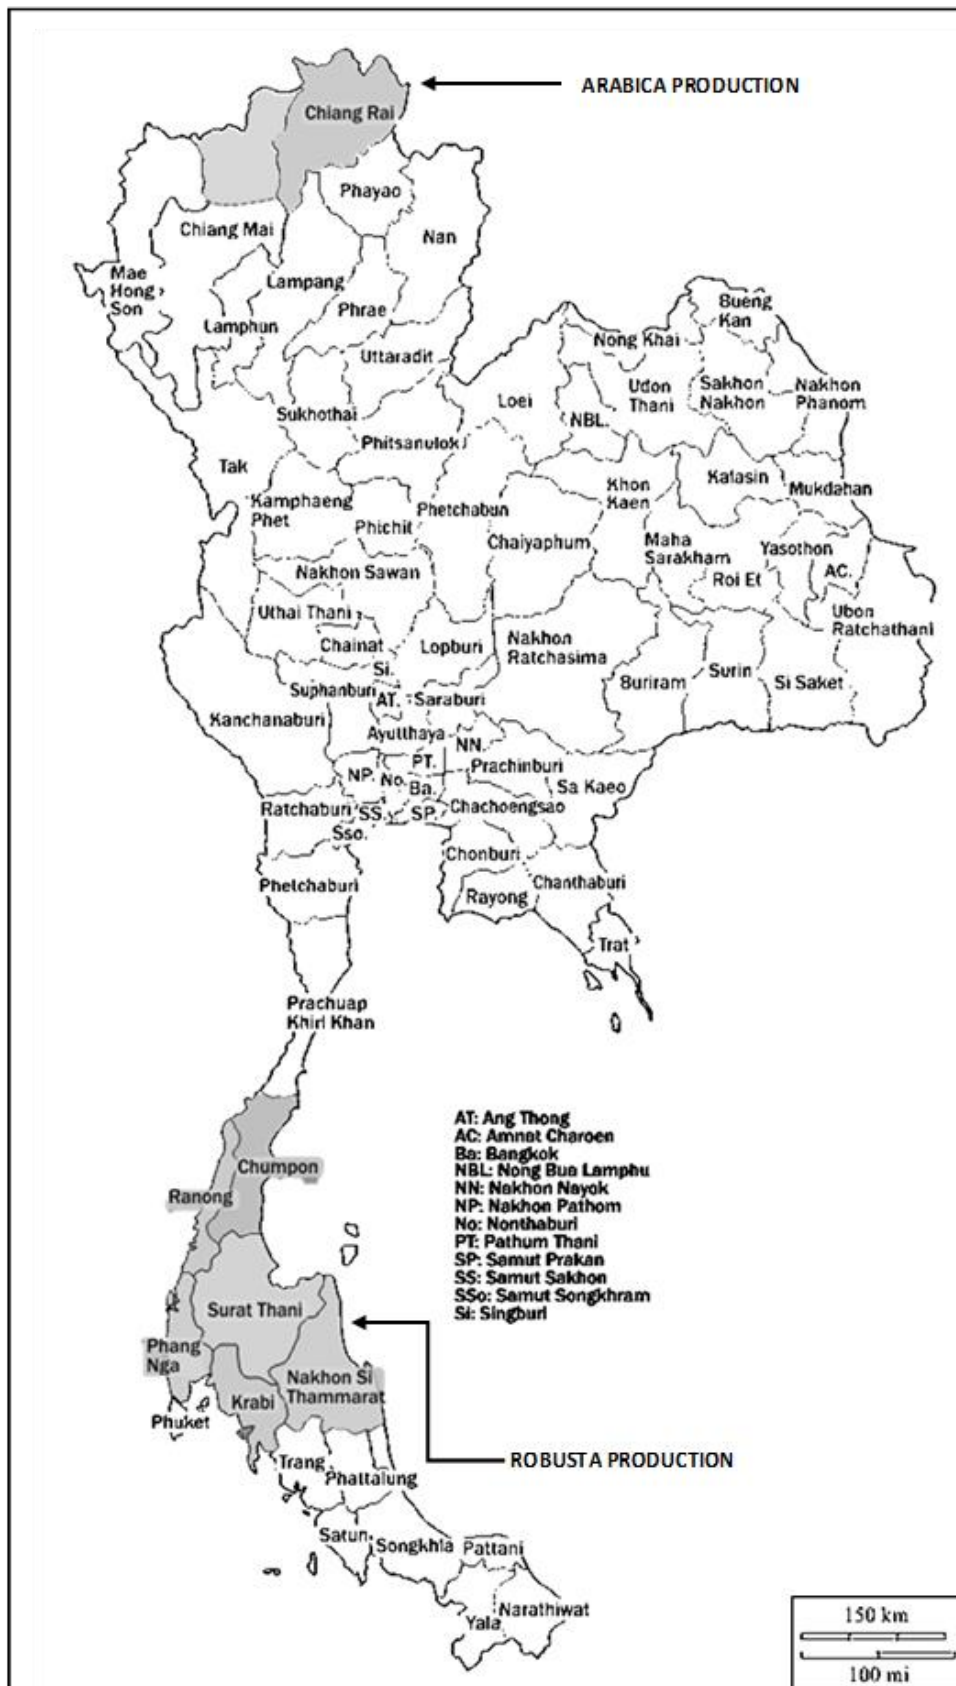 ARABICA PRODUCTION
Chiang Rai
Phayao
Chiang Mai
Nan
Mae
Hong
Son
Lampang
Phrae
Lamphun
Uttaradit
Bueng
Kan
Nong Khai
Loei
Udon
Thani
Sakhon
Nakhon
Nakhon
Phanom
NBL.
Sukhothai
Phitsanulok
Tak
Kamphaeng
Phet
Phichit
Phetchabun
Khon
Kaen
Kalasin
Mukdahan
Chaiyaphum
Maha
Sarakham
Yasothon
Roi Et
AC.
Nakhon Sawan
Uthai Thani
Ubon
Ratchathani
Chainat
Si.
Lopburi
Nakhon
Ratchasima
Buriram
Surin
Si Saket
Suphanburi
AT.
Saraburi
Kanchanaburi
Ayutthaya
NN.
PT.
Prachinburi
NP.
No.
Ba.
Sa Kaeo
Ratchaburi
SS.
SP.
Chachoengsao
Sso.
Chonburi
Phetchaburi
Rayong
Chanthaburi
Trat
Prachuap
Khiri Khan
AT: Ang Thong
AC: Amnat Charoen
Ba: Bangkok
NBL: Nong Bua Lamphu
NN: Nakhon Nayok
NP: Nakhon Pathom
No: Nonthaburi
PT: Pathum Thani
SP: Samut Prakan
SS: Samut Sakhon
SSo: Samut Songkhram
Si: Singburi
Chumpon
Ranong
Surat Thani
Phang
Nga
Nakhon Si
Thammarat
Krabi
Phuket
ROBUSTA PRODUCTION
Trang
Phattalung
Satun
Songkhla
Pattani
Yala
Narathiwat
150 km
100 mi